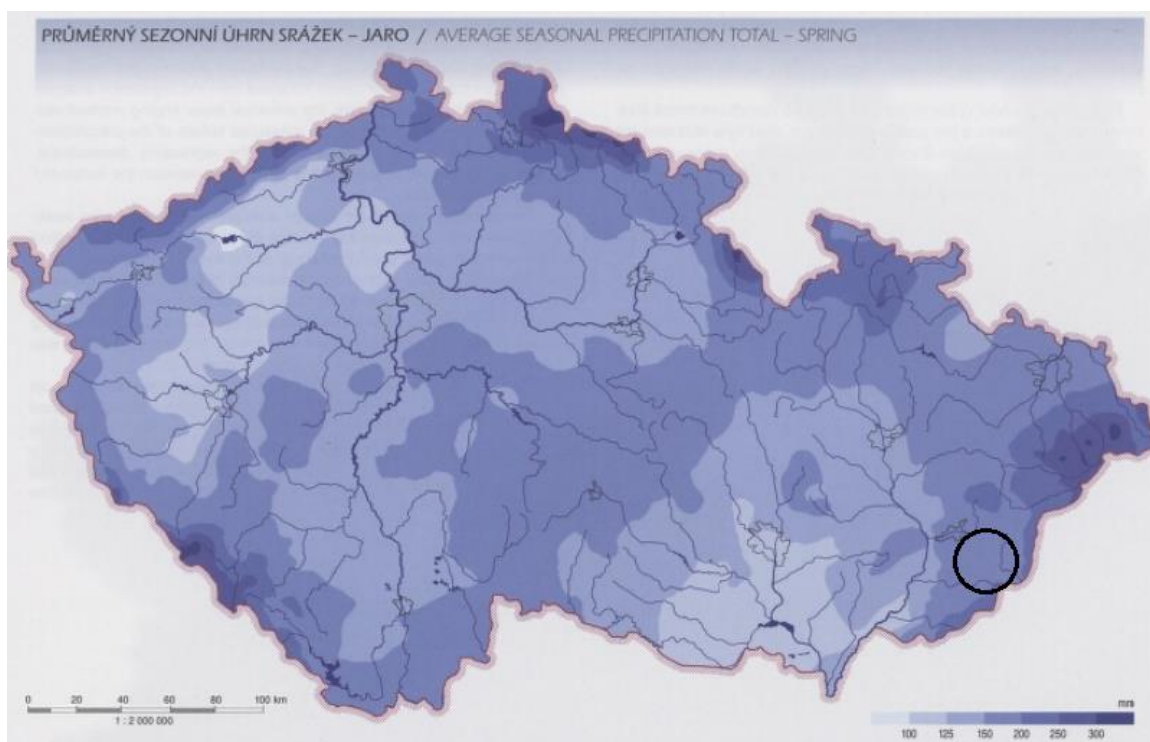 PRŮMĚRNÝ SEZONNÍ ÚHRN SRÁŽEK – JARO / AVERAGE SEASONAL PRECIPITATION TOTAL – SPRING
0 20 40 60 80 100 km
1 : 2 000 000
mm
100 125 150 200 250 300